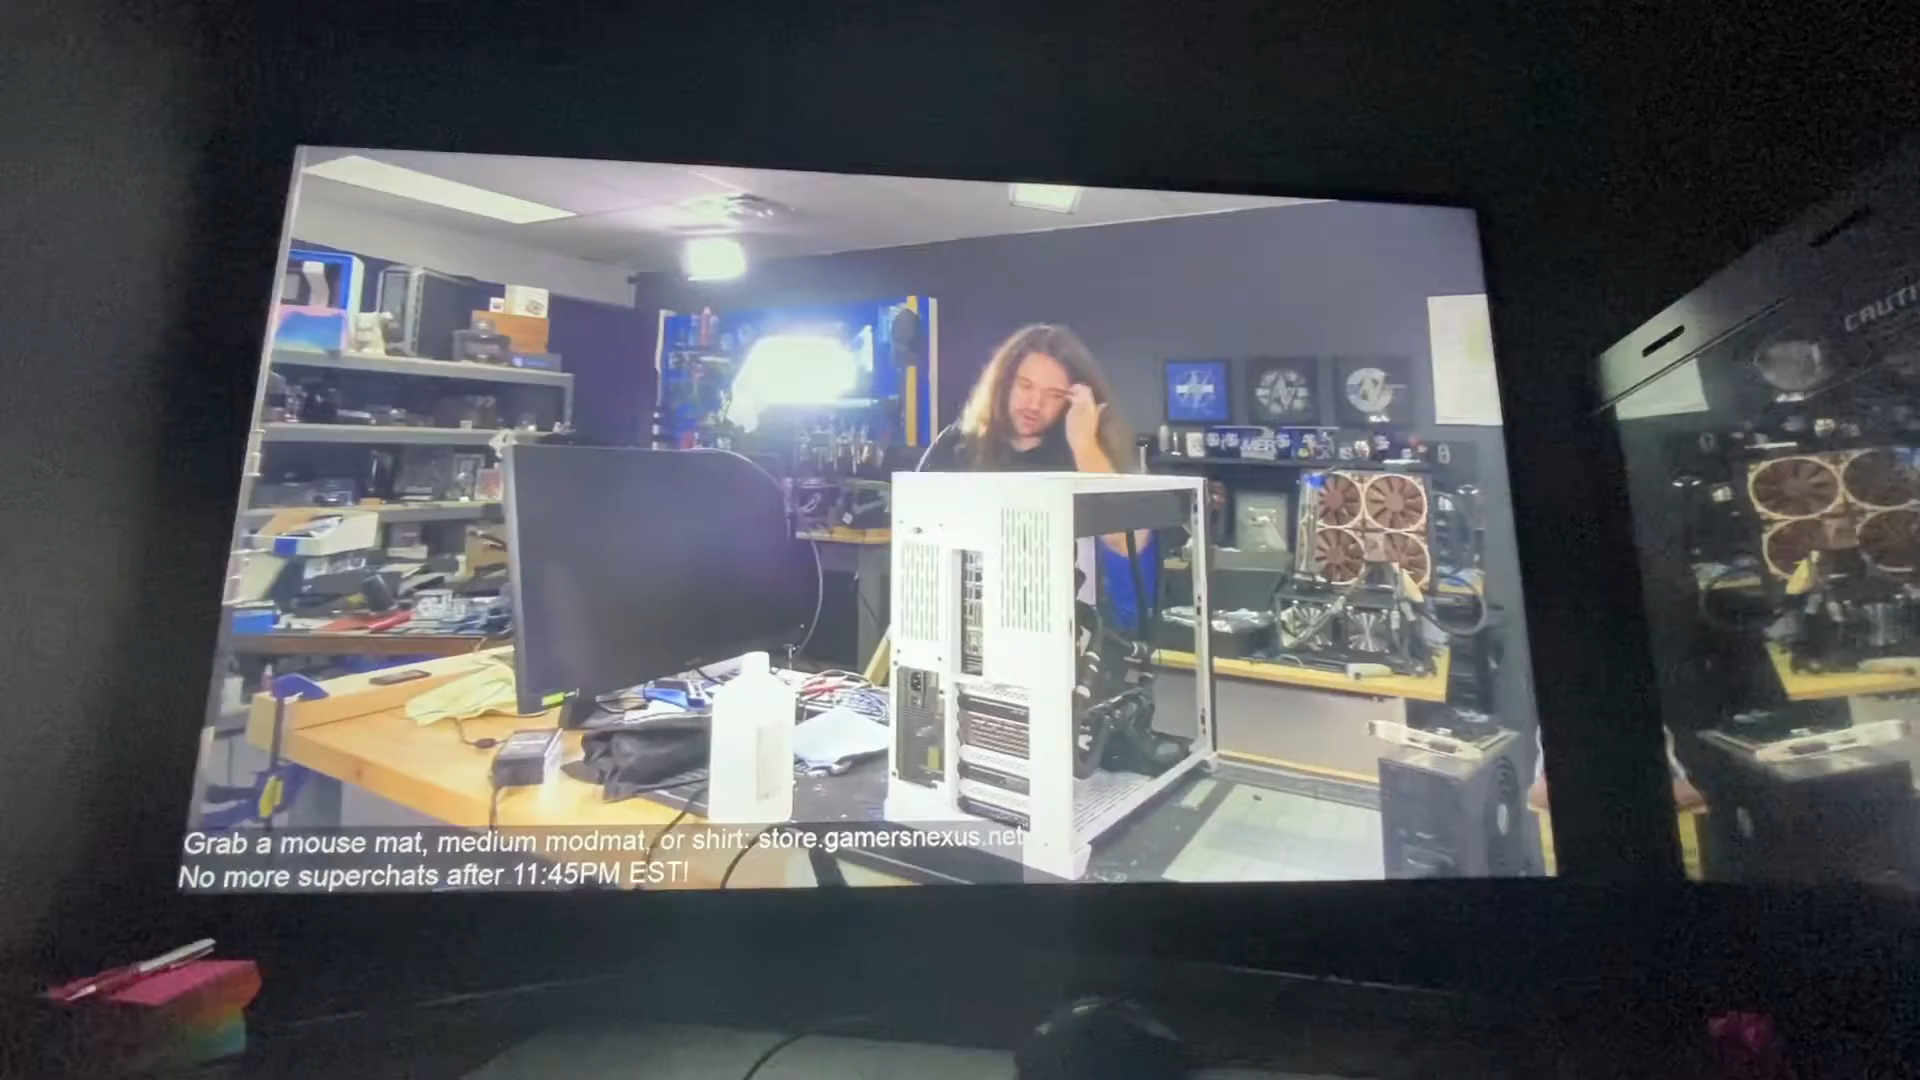 Grab a mouse mat, medium modmat, or shirt: store.gamersnexus.net
No more superchats after 11:45PM EST!